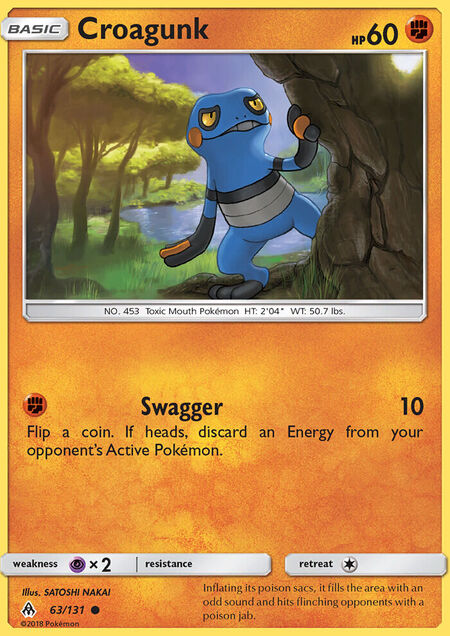 BASIC Croagunk HP60
NO. 453 Toxic Mouth Pokémon HT: 2'04" WT: 50.7 lbs.
Swagger 10
Flip a coin. If heads, discard an Energy from your
opponent's Active Pokémon.
weakness ×2 resistance retreat
Illus. SATOSHI NAKAI
63/131
©2018 Pokémon
Inflating its poison sacs, it fills the area with an
odd sound and hits flinching opponents with a
poison jab.